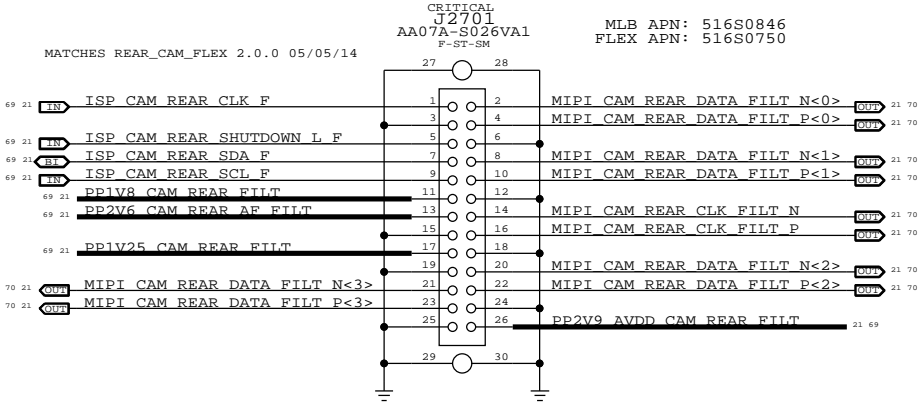 CRITICAL
J2701
AA07A-S026VA1
F-ST-SM
MLB APN: 516S0846
FLEX APN: 516S0750
MATCHES REAR_CAM_FLEX 2.0.0 05/05/14
27 28
69 21 IN ISP_CAM_REAR_CLK_F 1 2 MIPI_CAM_REAR_DATA_FILT_N<0> OUT 21 70
3 4 MIPI_CAM_REAR_DATA_FILT_P<0> OUT 21 70
69 21 IN ISP_CAM_REAR_SHUTDOWN_L_F 5 6
69 21 BI ISP_CAM_REAR_SDA_F 7 8 MIPI_CAM_REAR_DATA_FILT_N<1> OUT 21 70
69 21 IN ISP_CAM_REAR_SCL_F 9 10 MIPI_CAM_REAR_DATA_FILT_P<1> OUT 21 70
69 21 PP1V8_CAM_REAR_FILT 11 12
69 21 PP2V6_CAM_REAR_AF_FILT 13 14 MIPI_CAM_REAR_CLK_FILT_N OUT 21 70
15 16 MIPI_CAM_REAR_CLK_FILT_P OUT 21 70
69 21 PP1V25_CAM_REAR_FILT 17 18
19 20 MIPI_CAM_REAR_DATA_FILT_N<2> OUT 21 70
70 21 OUT MIPI_CAM_REAR_DATA_FILT_N<3> 21 22 MIPI_CAM_REAR_DATA_FILT_P<2> OUT 21 70
70 21 OUT MIPI_CAM_REAR_DATA_FILT_P<3> 23 24
25 26 PP2V9_AVDD_CAM_REAR_FILT 21 69
29 30